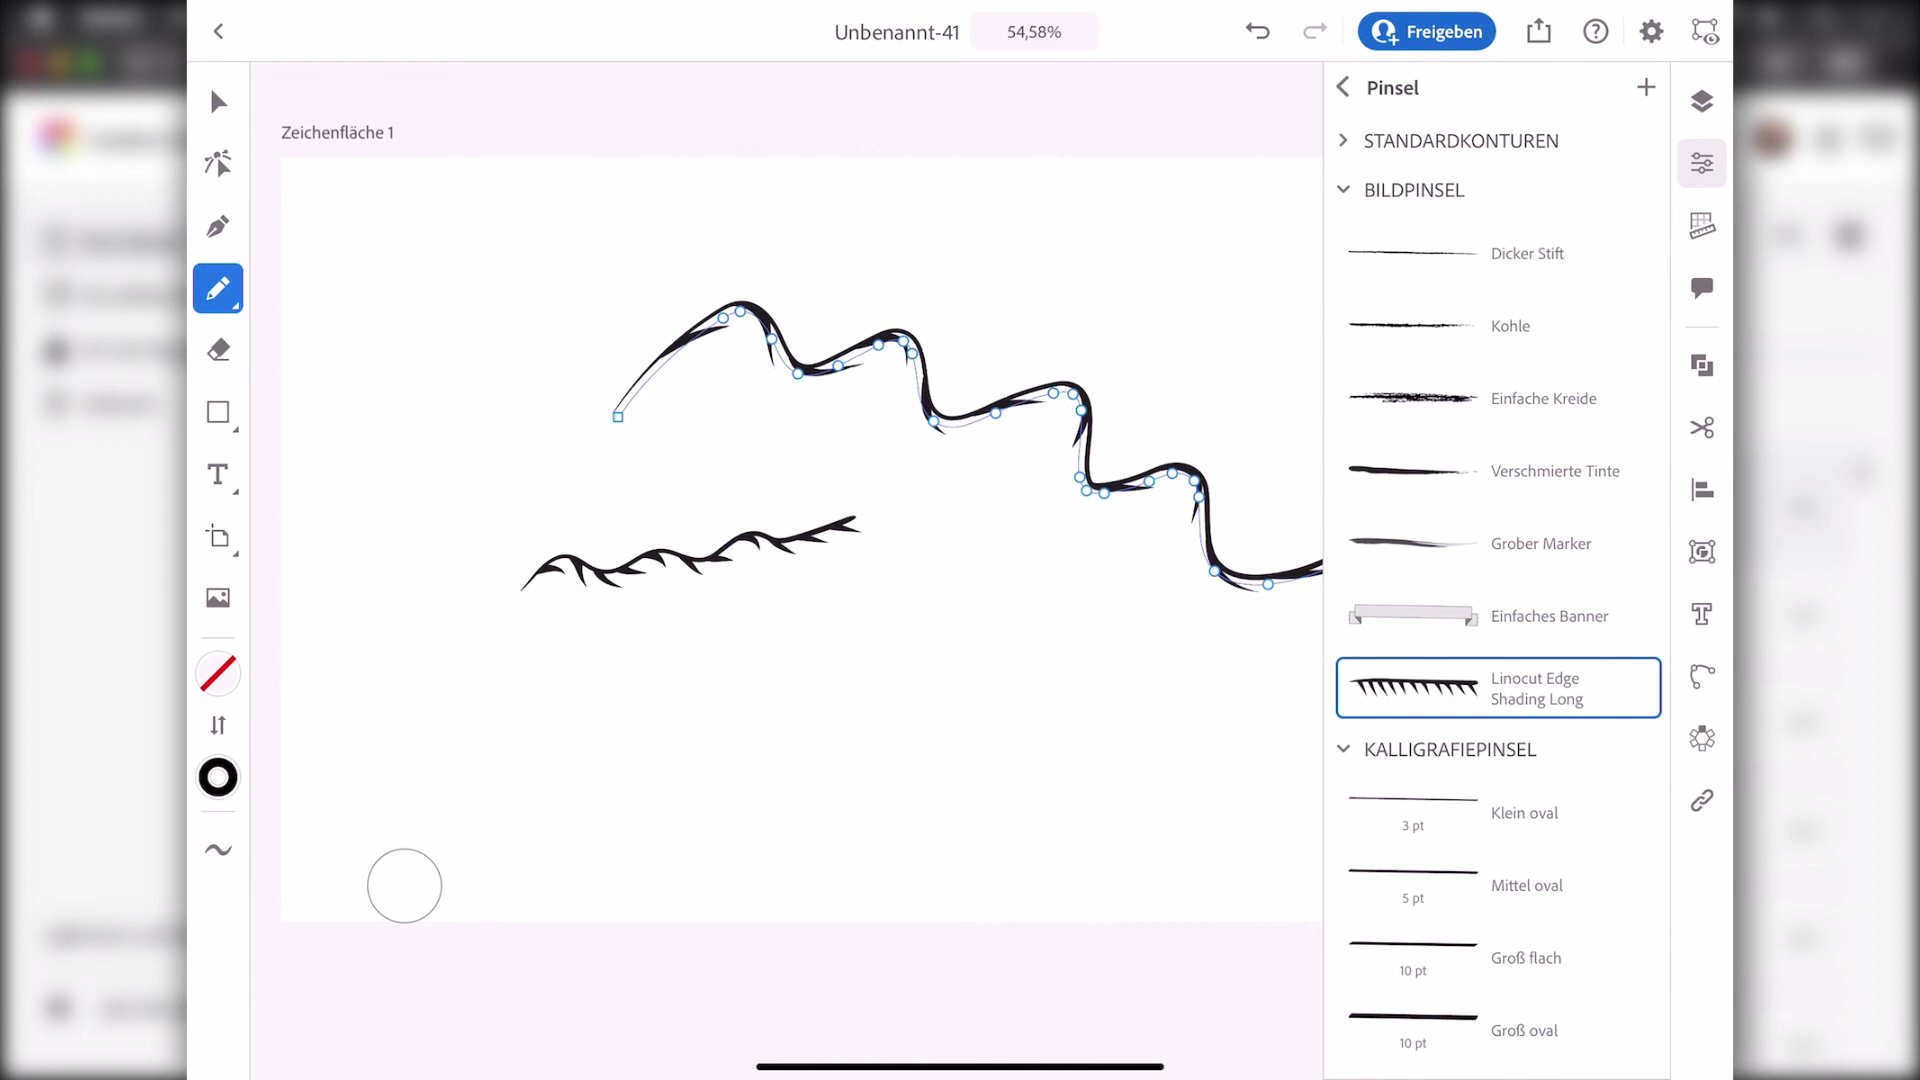 Unbenannt-41
54,58%
Freigeben
Zeichenfläche 1
Pinsel
STANDARDKONTUREN
BILDPINSEL
Dicker Stift
Kohle
Einfache Kreide
Verschmierte Tinte
Grober Marker
Einfaches Banner
Linocut Edge
Shading Long
KALLIGRAFIEPINSEL
Klein oval
3 pt
Mittel oval
5 pt
Groß flach
10 pt
Groß oval
10 pt